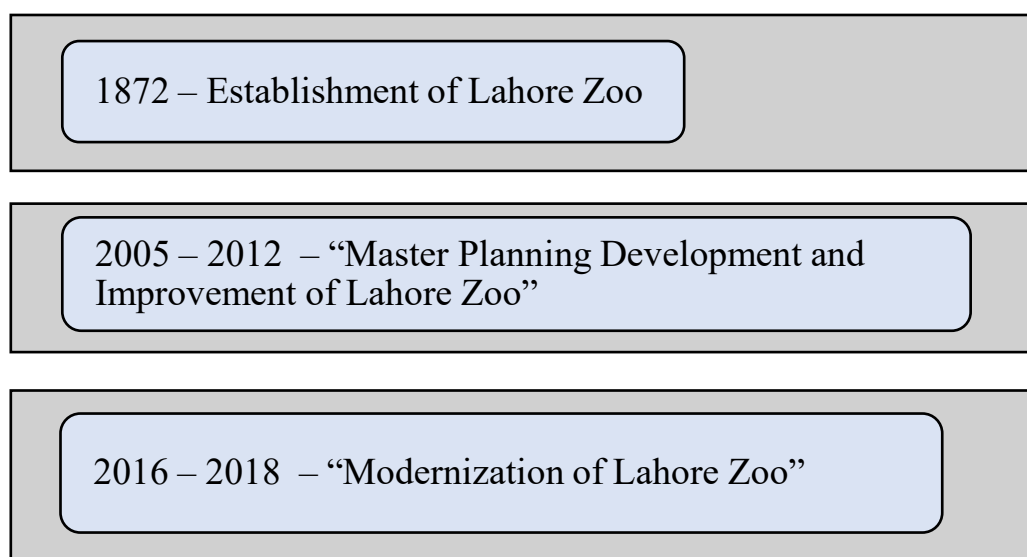 1872 – Establishment of Lahore Zoo
2005 – 2012  – “Master Planning Development and
Improvement of Lahore Zoo”
2016 – 2018  – “Modernization of Lahore Zoo”